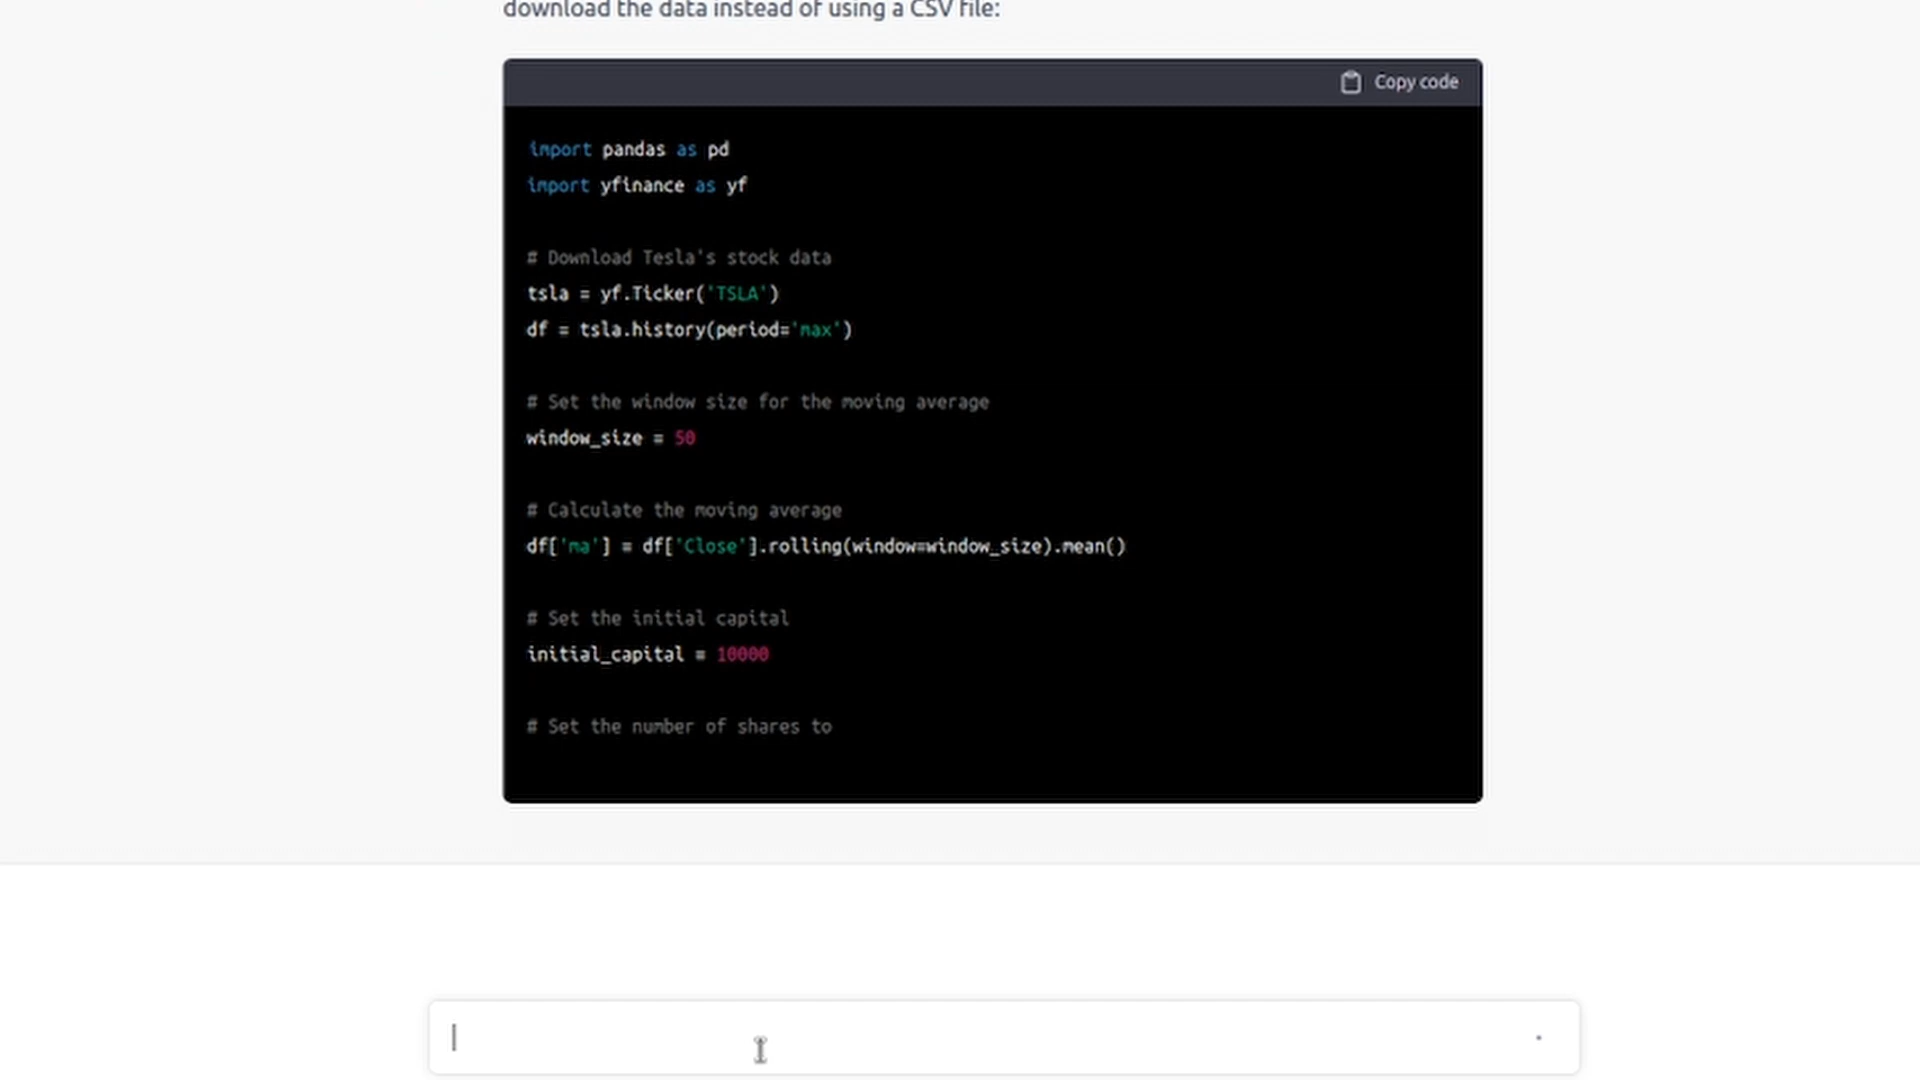 download the data instead of using a CSV file:
Copy code
import pandas as pd
import yfinance as yf
# Download Tesla's stock data
tsla = yf.Ticker('TSLA')
df = tsla.history(period='max')
# Set the window size for the moving average
window_size = 50
# Calculate the moving average
df['ma'] = df['Close'].rolling(window=window_size).mean()
# Set the initial capital
initial_capital = 10000
# Set the number of shares to